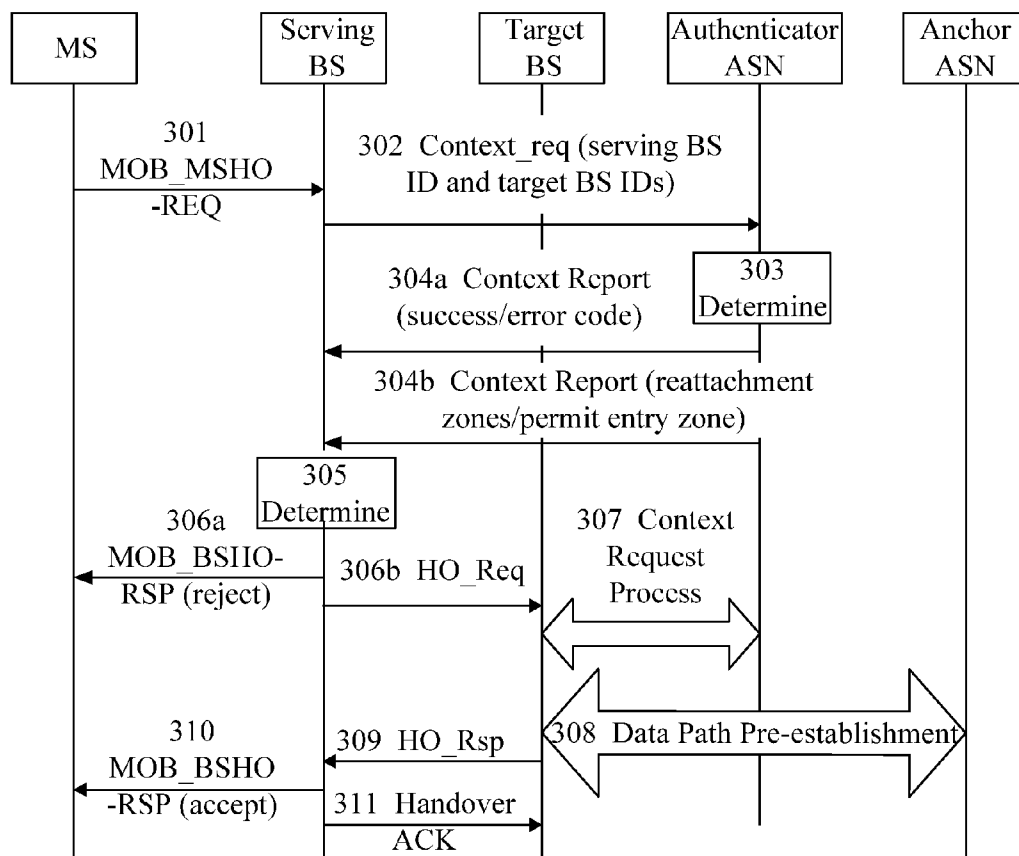 MS
Serving
BS
Target
BS
Authenticator
ASN
Anchor
ASN
301
MOB_MSHO
-REQ
302 Context_req (serving BS
ID and target BS IDs)
303
Determine
304a Context Report
(success/error code)
304b Context Report (reattachment
zones/permit entry zone)
305
Determine
306a
MOB_BSHO-
RSP (reject)
306b HO_Req
307 Context
Request
Process
308 Data Path Pre-establishment
309 HO_Rsp
310
MOB_BSHO
-RSP (accept)
311 Handover
ACK